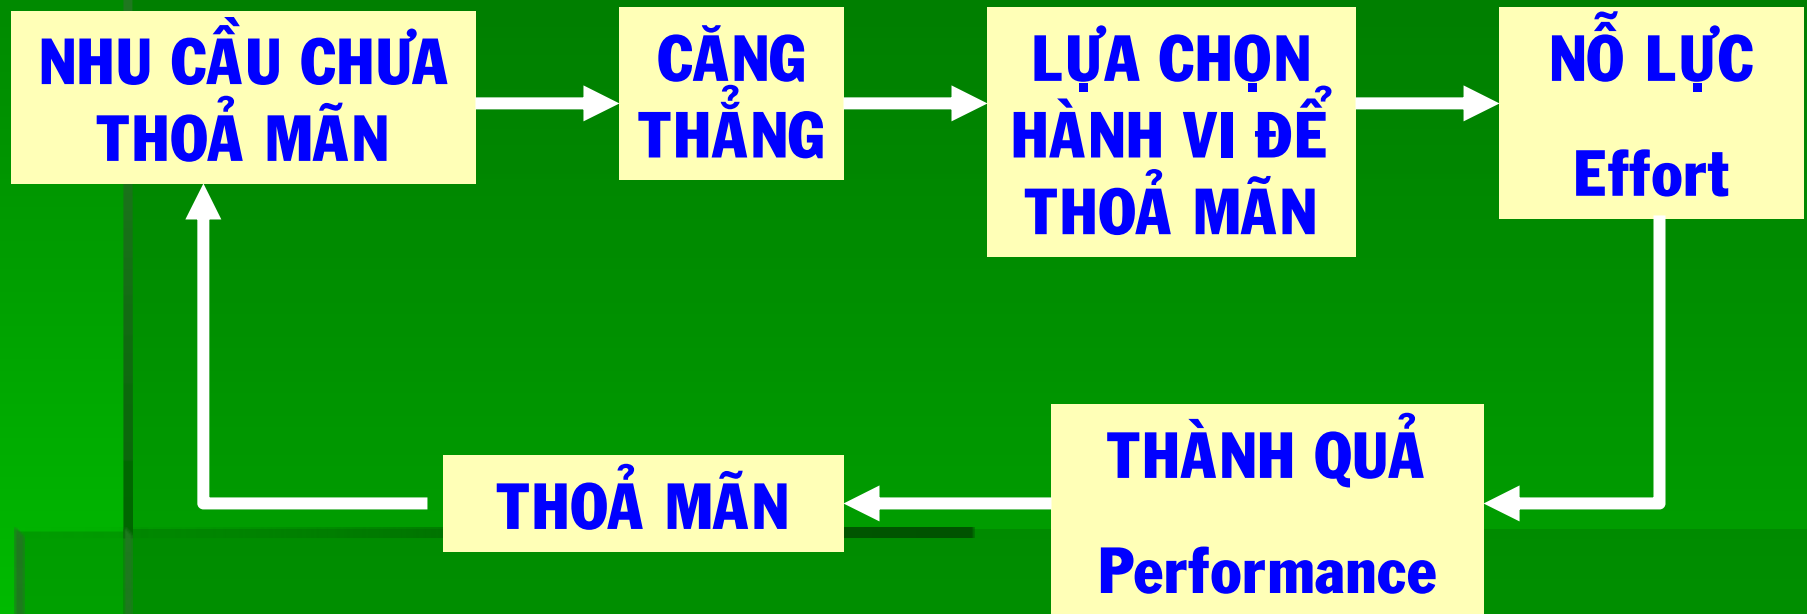 NHU CẦU CHƯA
THOẢ MÃN
CĂNG
THẲNG
LỰA CHỌN
HÀNH VI ĐỂ
THOẢ MÃN
NỖ LỰC
Effort
THOẢ MÃN
THÀNH QUẢ
Performance